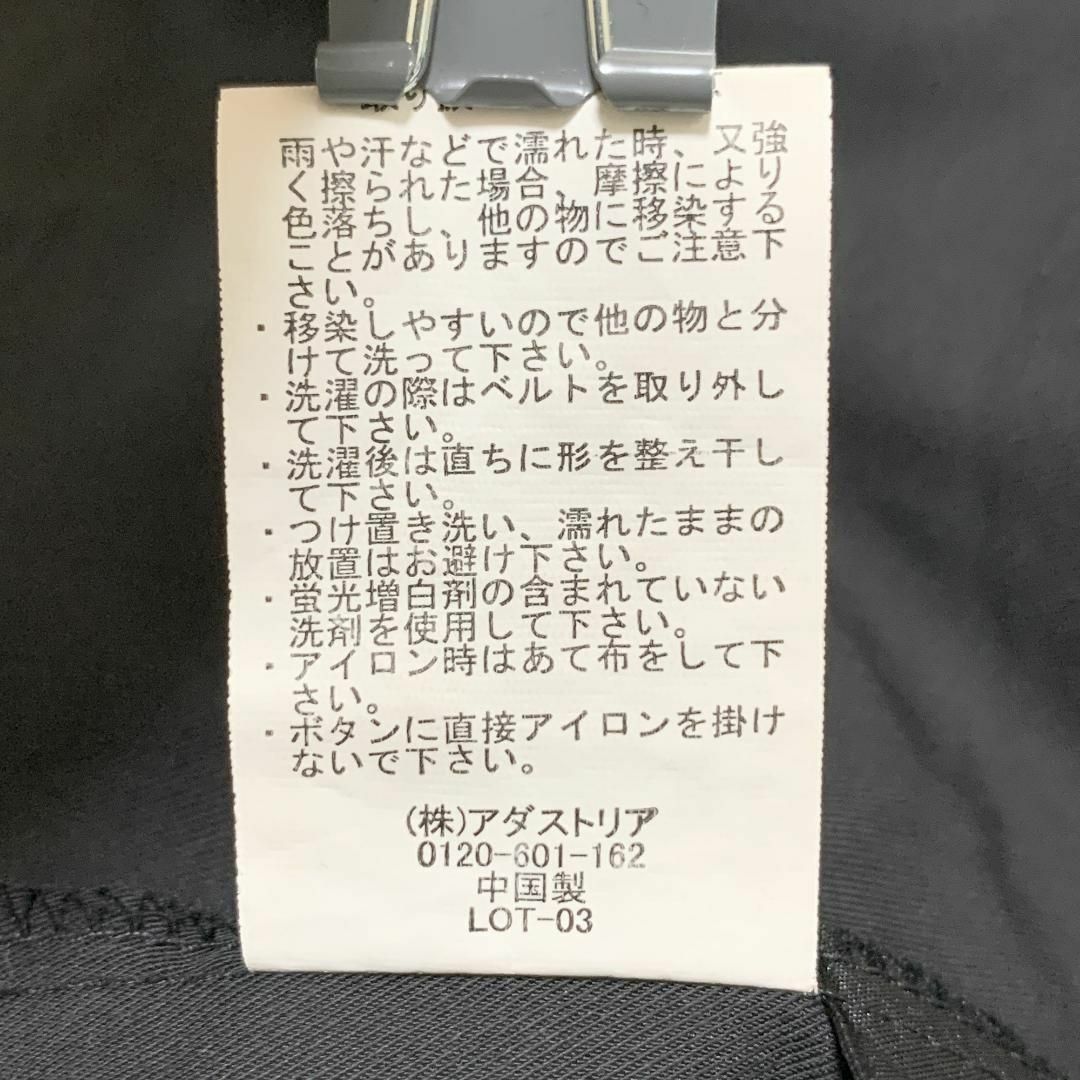 雨や汗などで濡れた時、又強
く擦られた場合、摩擦により
色落ちし、他の物に移染する
ことがありますのでご注意下
さい。
・移染しやすいので他の物と分
けて洗って下さい。
・洗濯の際はベルトを取り外し
て下さい。
・洗濯後は直ちに形を整え干し
て下さい。
・つけ置き洗い、濡れたままの
放置はお避け下さい。
・蛍光増白剤の含まれていない
洗剤を使用して下さい。
・アイロン時はあて布をして下
さい。
・ボタンに直接アイロンを掛け
ないで下さい。
(株)アダストリア
0120-601-162
中国製
LOT-03